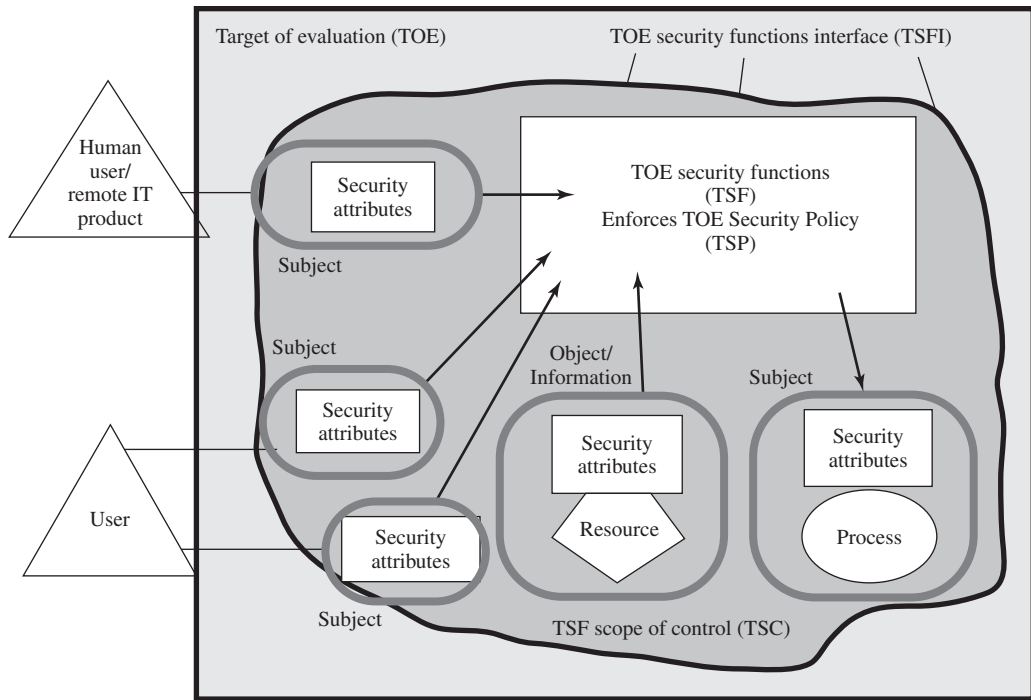 Target of evaluation (TOE)
TOE security functions interface (TSFI)
Human
user/
remote IT
product
Security
attributes
Subject
TOE security functions
(TSF)
Enforces TOE Security Policy
(TSP)
Subject
Security
attributes
User
Security
attributes
Subject
Object/
Information
Security
attributes
Resource
Subject
Security
attributes
Process
TSF scope of control (TSC)